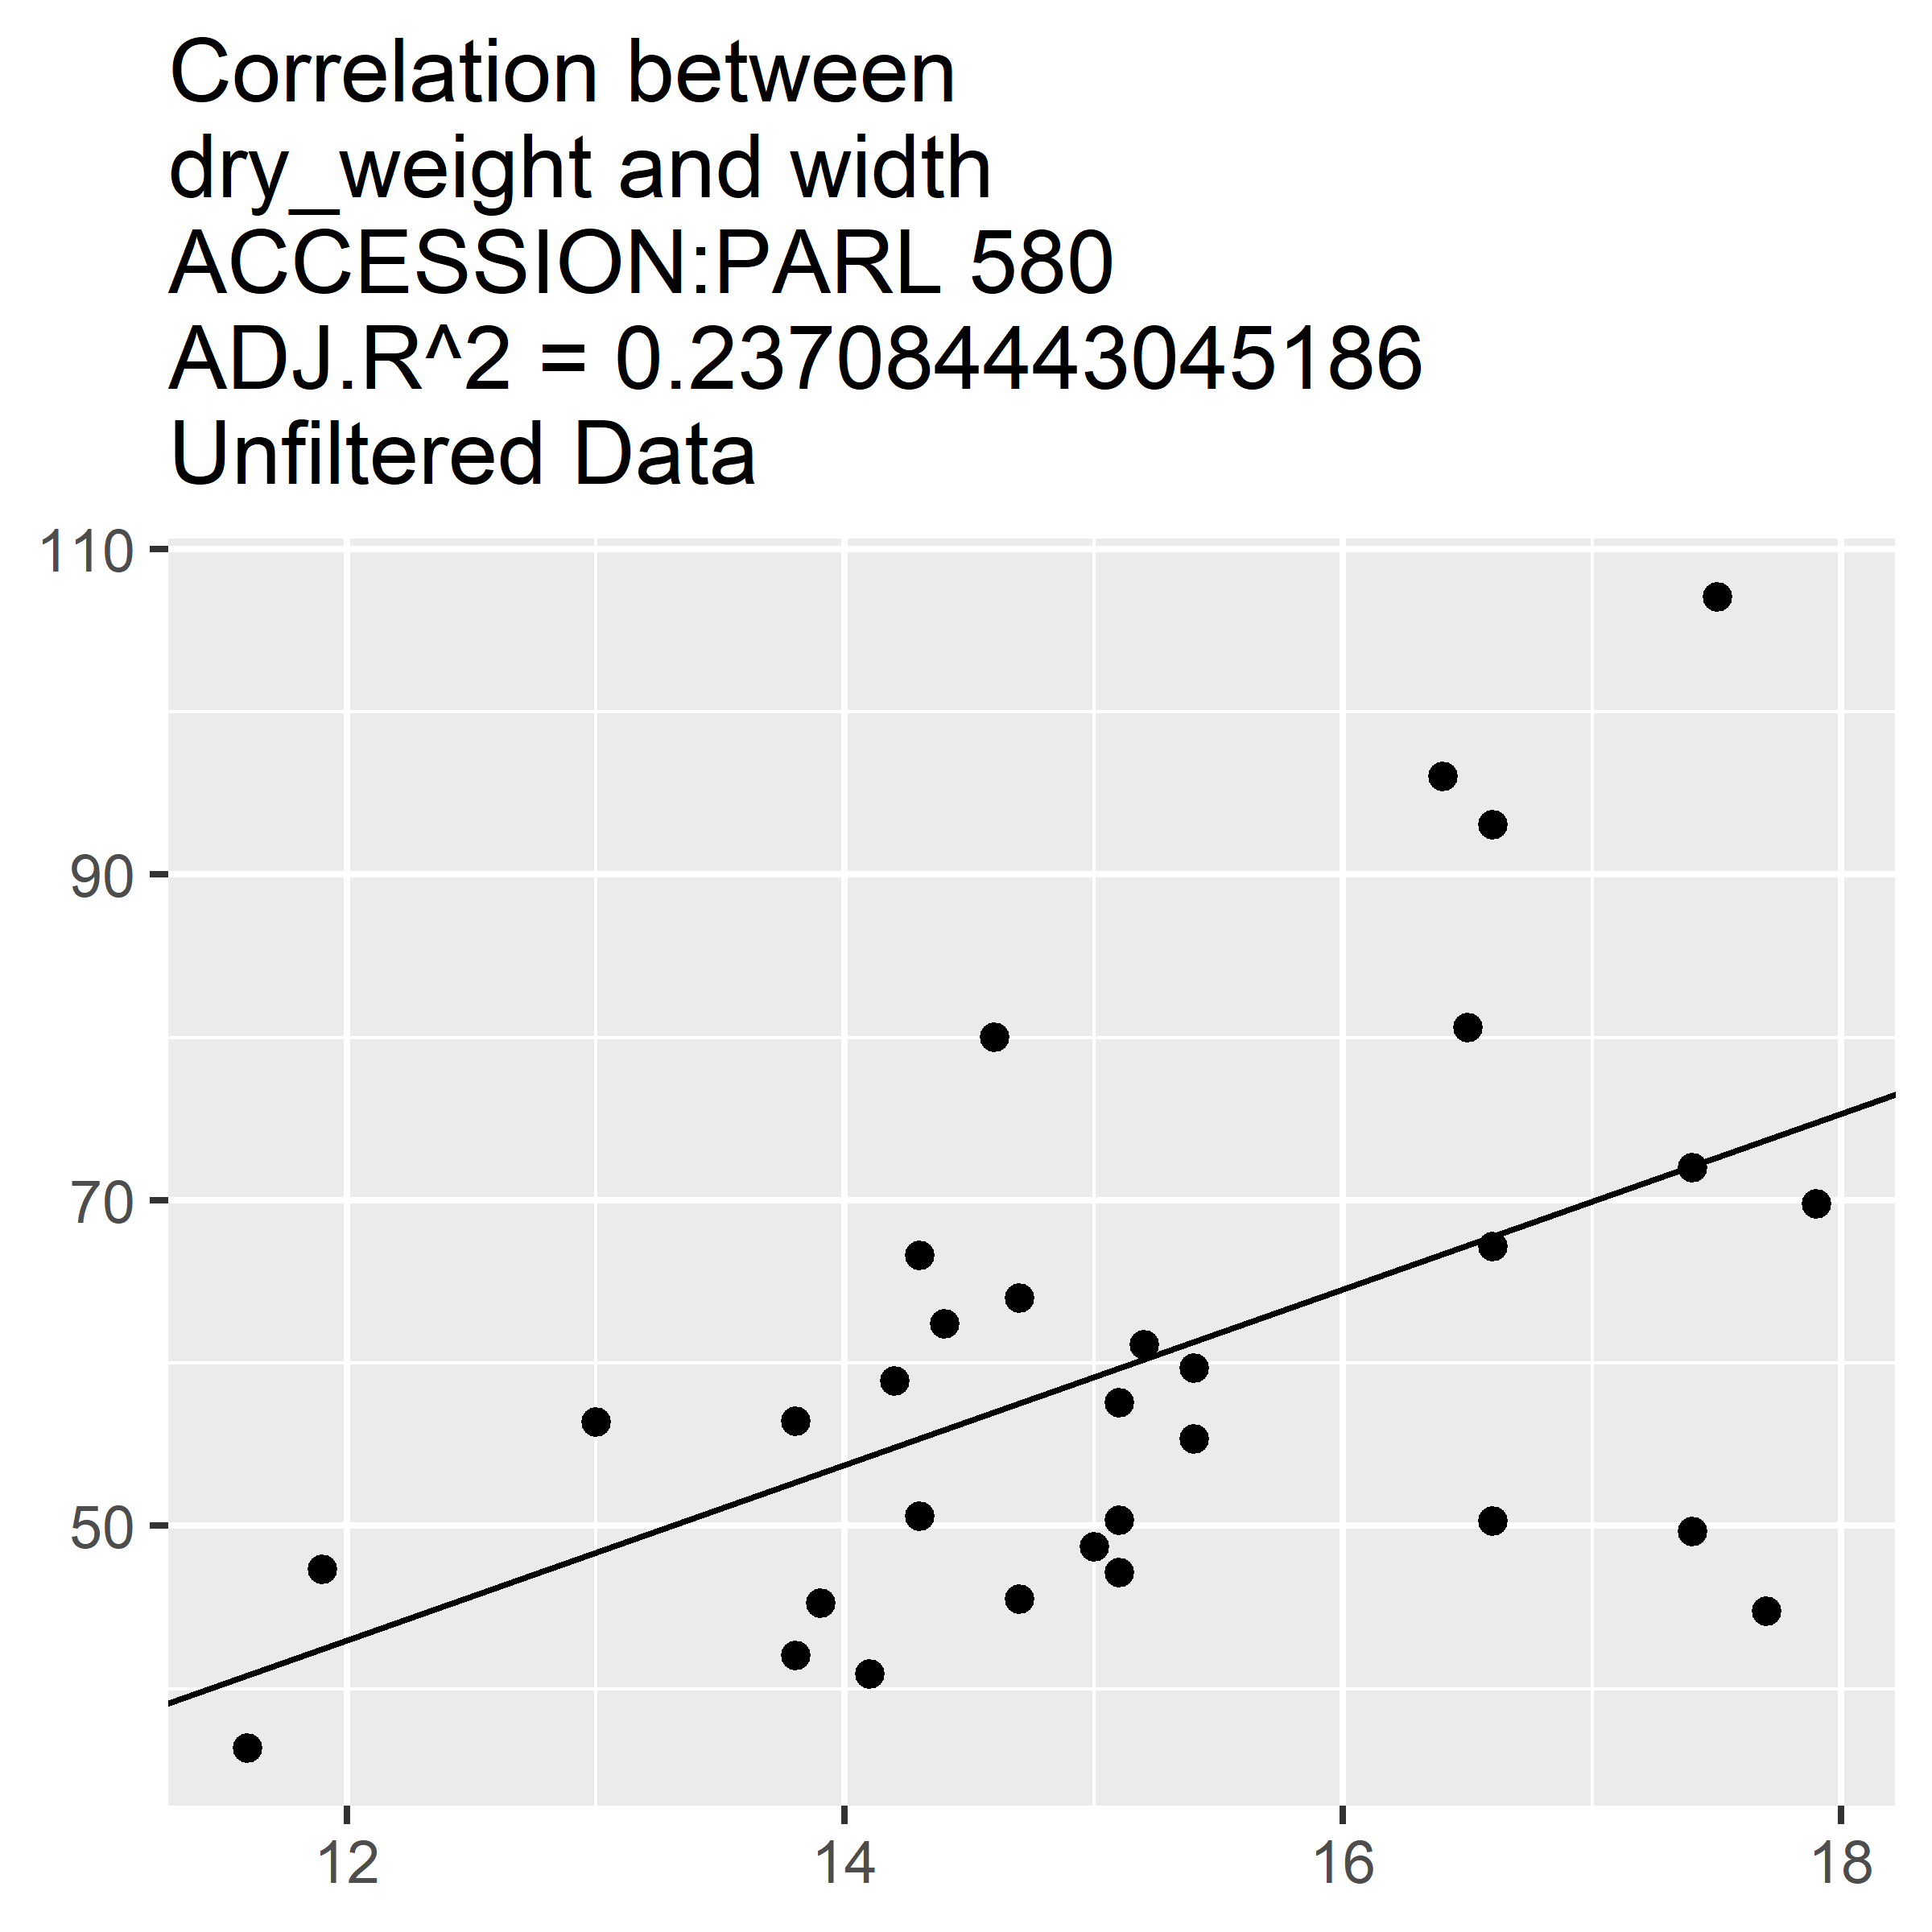 Correlation between
dry_weight and width
ACCESSION:PARL 580
ADJ.R^2 = 0.237084443045186
Unfiltered Data
110
90
70
50
12 14 16 18